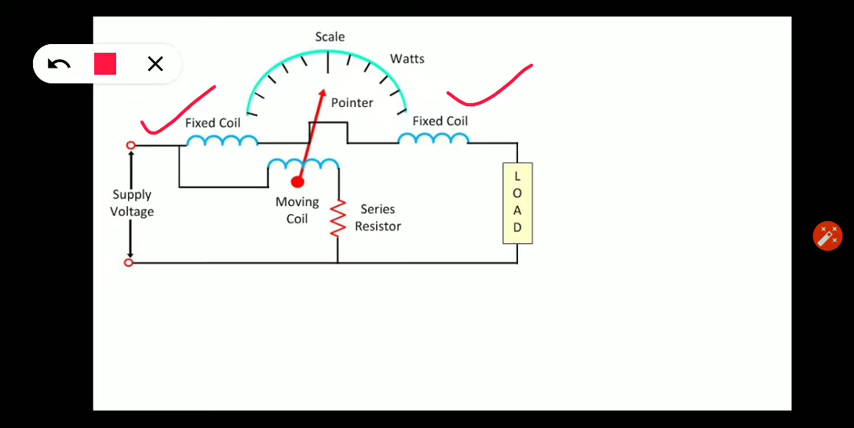 Scale
Watts
Pointer
Fixed Coil
Fixed Coil
Supply
Voltage
Moving
Coil
Series
Resistor
L
O
A
D